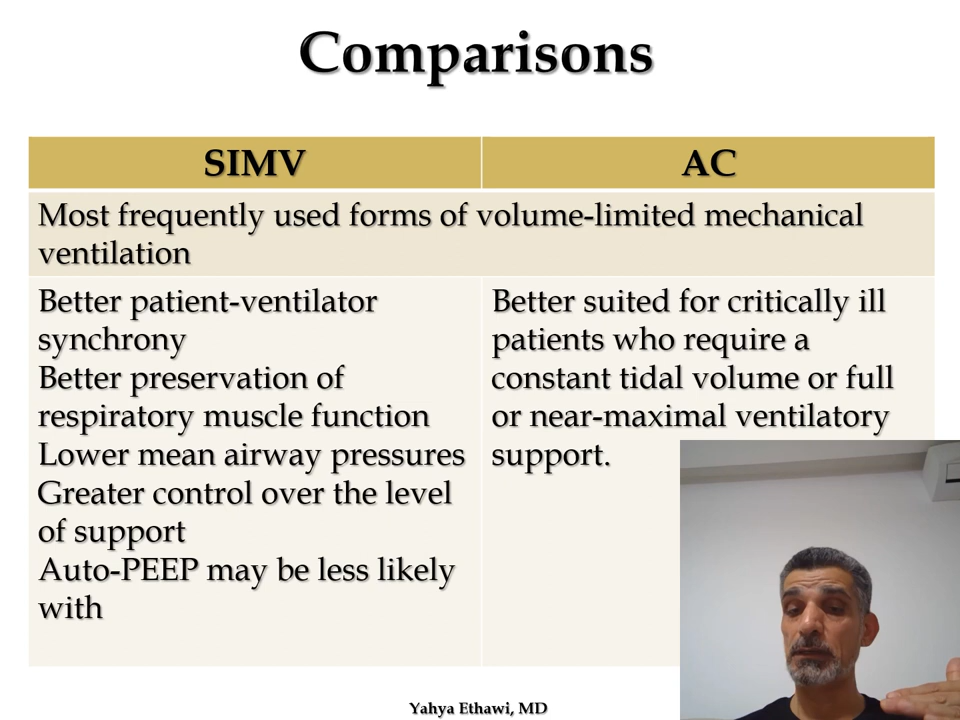 Comparisons
SIMV
AC
Most frequently used forms of volume-limited mechanical
ventilation
Better patient-ventilator
synchrony
Better preservation of
respiratory muscle function
Lower mean airway pressures
Greater control over the level
of support
Auto-PEEP may be less likely
with
Better suited for critically ill
patients who require a
constant tidal volume or full
or near-maximal ventilatory
support.
Yahya Ethawi, MD